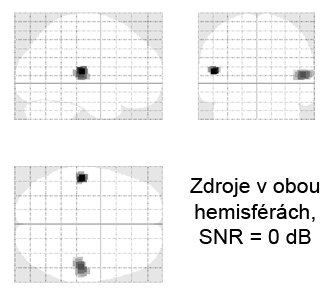 Zdroje v obou
hemisférách,
SNR = 0 dB